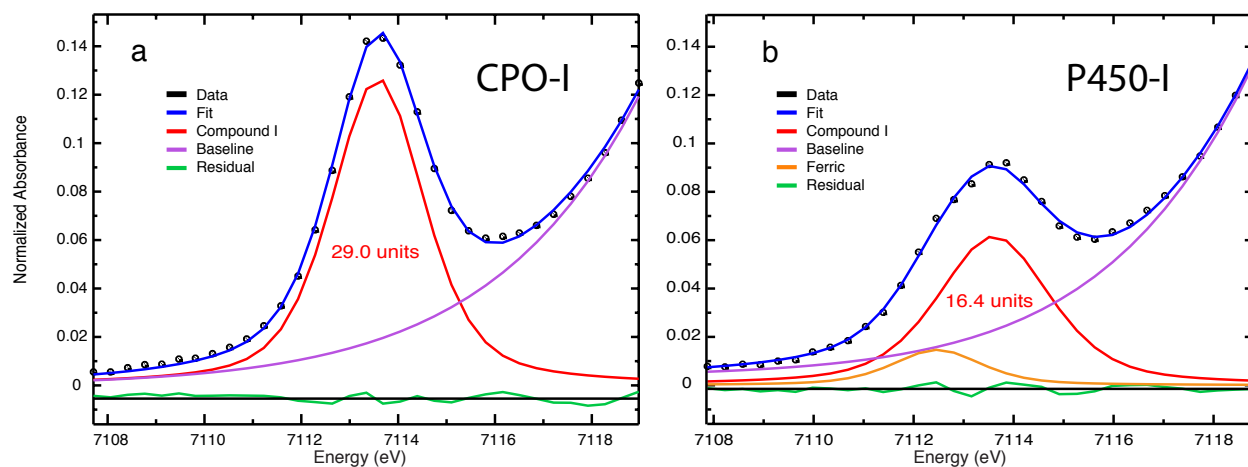 a
CPO-I
Data
Fit
Compound I
Baseline
Residual
29.0 units
Normalized Absorbance
0.14
0.12
0.10
0.08
0.06
0.04
0.02
0
7108
7110
7112
7114
7116
7118
Energy (eV)
b
P450-I
Data
Fit
Compound I
Baseline
Ferric
Residual
16.4 units
0.14
0.12
0.10
0.08
0.06
0.04
0.02
0
7108
7110
7112
7114
7116
7118
Energy (eV)